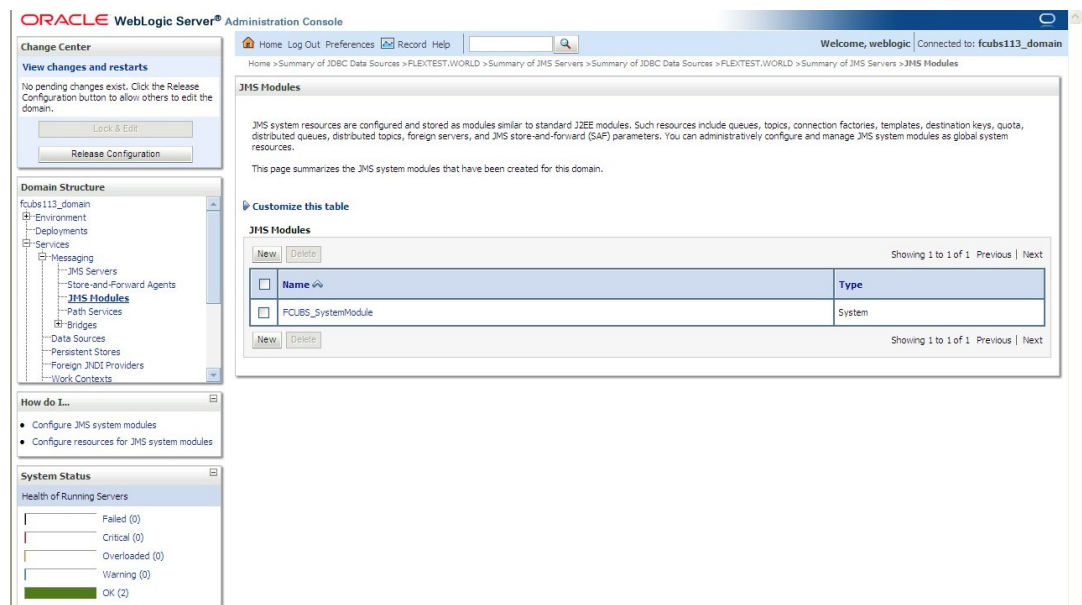 ORACLE WebLogic Server® Administration Console
Change Center
View changes and restarts
No pending changes exist. Click the Release
Configuration button to allow others to edit the
domain.
Lock & Edit
Release Configuration
Domain Structure
fcubs113_domain
Environment
Deployments
Services
Messaging
JMS Servers
Store-and-Forward Agents
JMS Modules
Path Services
Bridges
Data Sources
Persistent Stores
Foreign JNDI Providers
Work Contexts
How do I...
Configure JMS system modules
Configure resources for JMS system modules
System Status
Health of Running Servers
Failed (0)
Critical (0)
Overloaded (0)
Warning (0)
OK (2)
Home Log Out Preferences Record Help
Welcome, weblogic Connected to: fcubs113_domain
Home >Summary of JDBC Data Sources >FLEXTEST.WORLD >Summary of JMS Servers >Summary of JDBC Data Sources >FLEXTEST.WORLD >Summary of JMS Servers >JMS Modules
JMS Modules
JMS system resources are configured and stored as modules similar to standard J2EE modules. Such resources include queues, topics, connection factories, templates, destination keys, quota,
distributed queues, distributed topics, foreign servers, and JMS store-and-forward (SAF) parameters. You can administratively configure and manage JMS system modules as global system
resources.
This page summarizes the JMS system modules that have been created for this domain.
Customize this table
JMS Modules
New Delete Showing 1 to 1 of 1 Previous | Next
Name Type
FCUBS_SystemModule System
New Delete Showing 1 to 1 of 1 Previous | Next